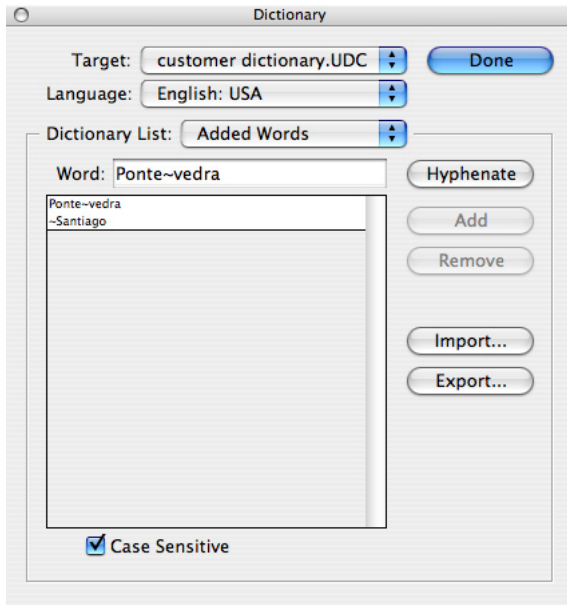 Dictionary
Target: customer dictionary.UDC Done
Language: English: USA
Dictionary List: Added Words
Word: Ponte~vedra Hyphenate
Ponte~vedra
~Santiago
Add
Remove
Import...
Export...
Case Sensitive